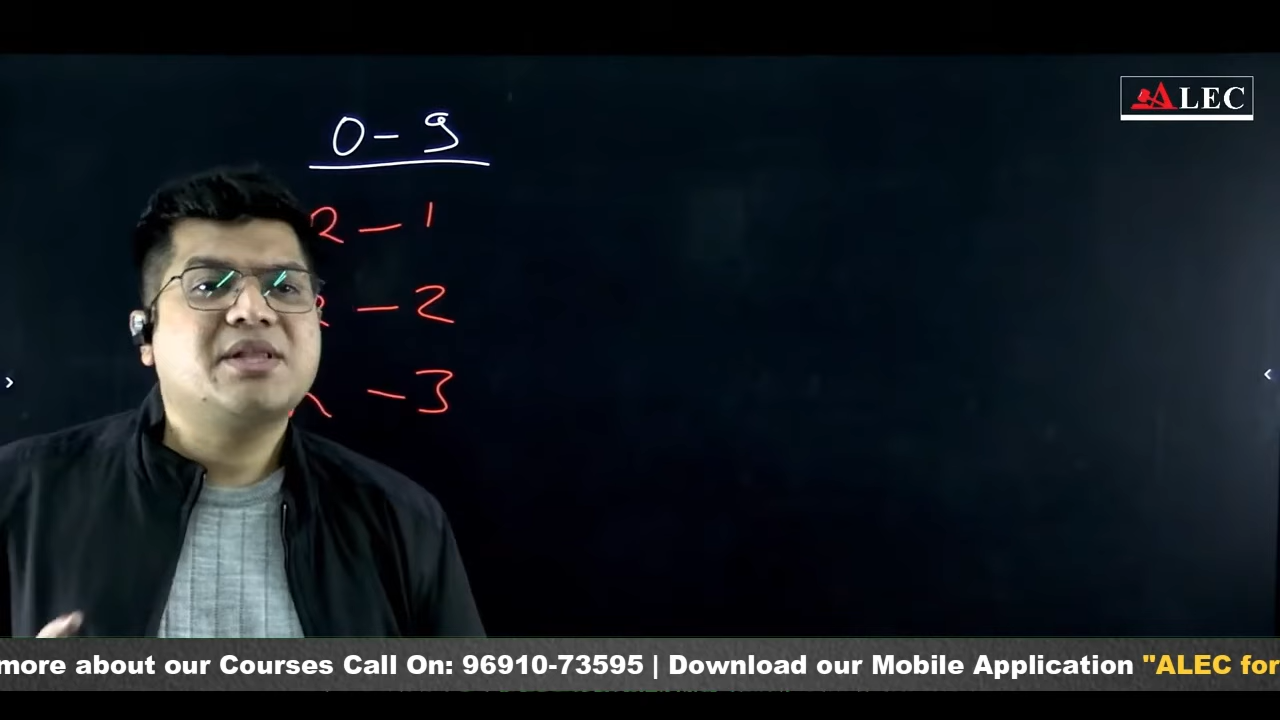 ALEC
0 - 9
R - 1
R - 2
R - 3
more about our Courses Call On: 96910-73595 | Download our Mobile Application "ALEC for